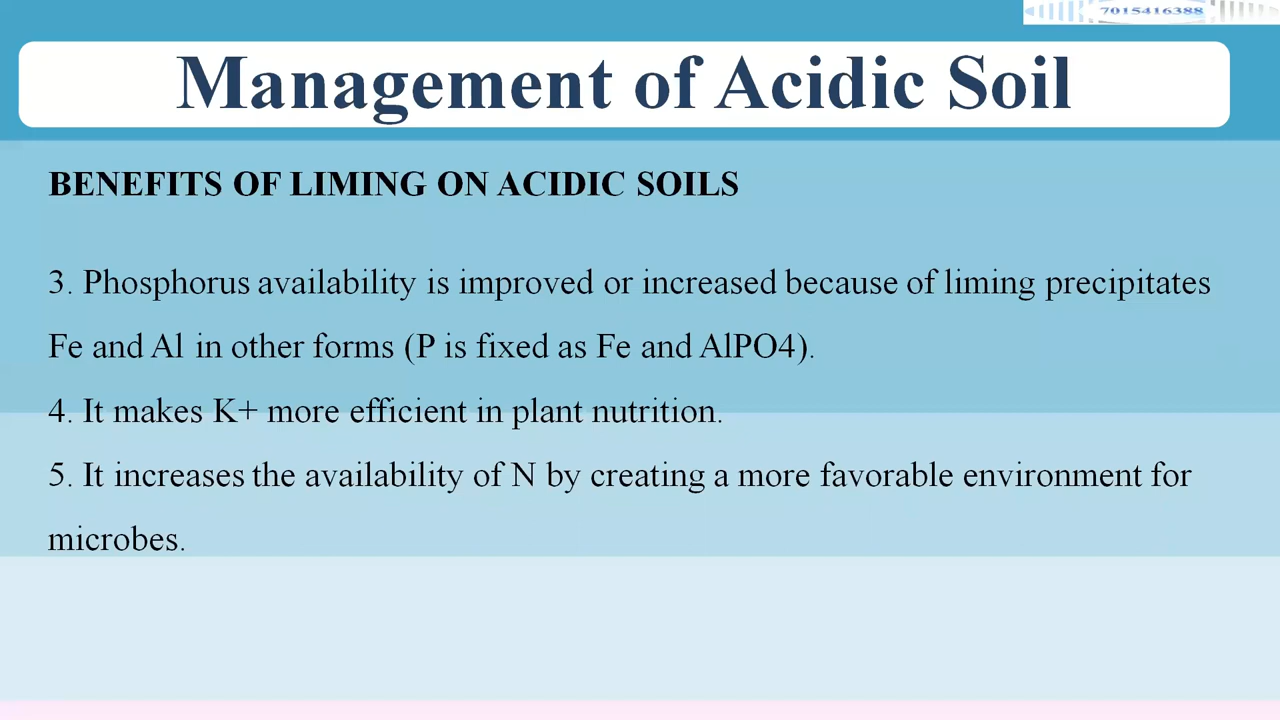 7015416388
Management of Acidic Soil
BENEFITS OF LIMING ON ACIDIC SOILS
3. Phosphorus availability is improved or increased because of liming precipitates
Fe and Al in other forms (P is fixed as Fe and AlPO4).
4. It makes K+ more efficient in plant nutrition.
5. It increases the availability of N by creating a more favorable environment for
microbes.